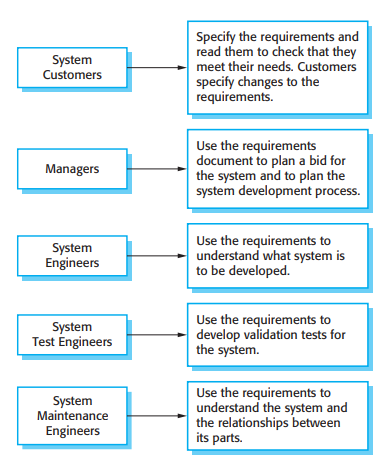 System
Customers
Specify the requirements and
read them to check that they
meet their needs. Customers
specify changes to the
requirements.
Managers
Use the requirements
document to plan a bid for
the system and to plan the
system development process.
System
Engineers
Use the requirements to
understand what system is
to be developed.
System
Test Engineers
Use the requirements to
develop validation tests for
the system.
System
Maintenance
Engineers
Use the requirements to
understand the system and
the relationships between
its parts.